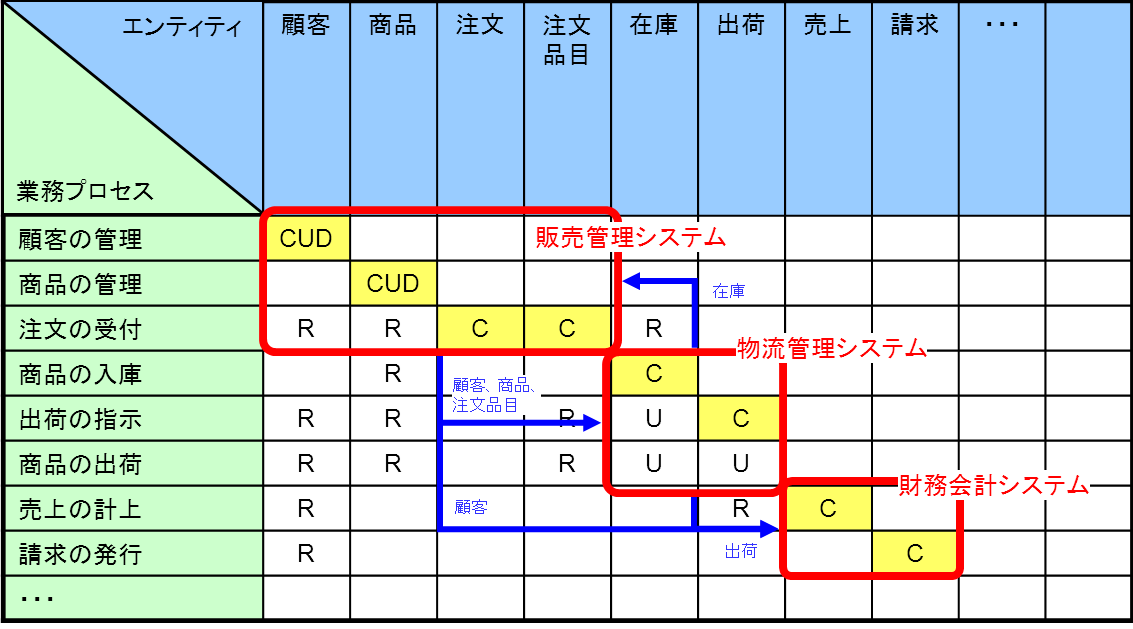 エンティティ 顧客 商品 注文 注文 在庫 出荷 売上 請求 ・・・
品目
業務プロセス
顧客の管理 CUD 販売管理システム
商品の管理 CUD 在庫
注文の受付 R R C C R
物流管理システム
商品の入庫 R 顧客、商品、 C
注文品目
出荷の指示 R R R U C
商品の出荷 R R R U U
財務会計システム
売上の計上 R 顧客 R C
請求の発行 R 出荷 C
・・・